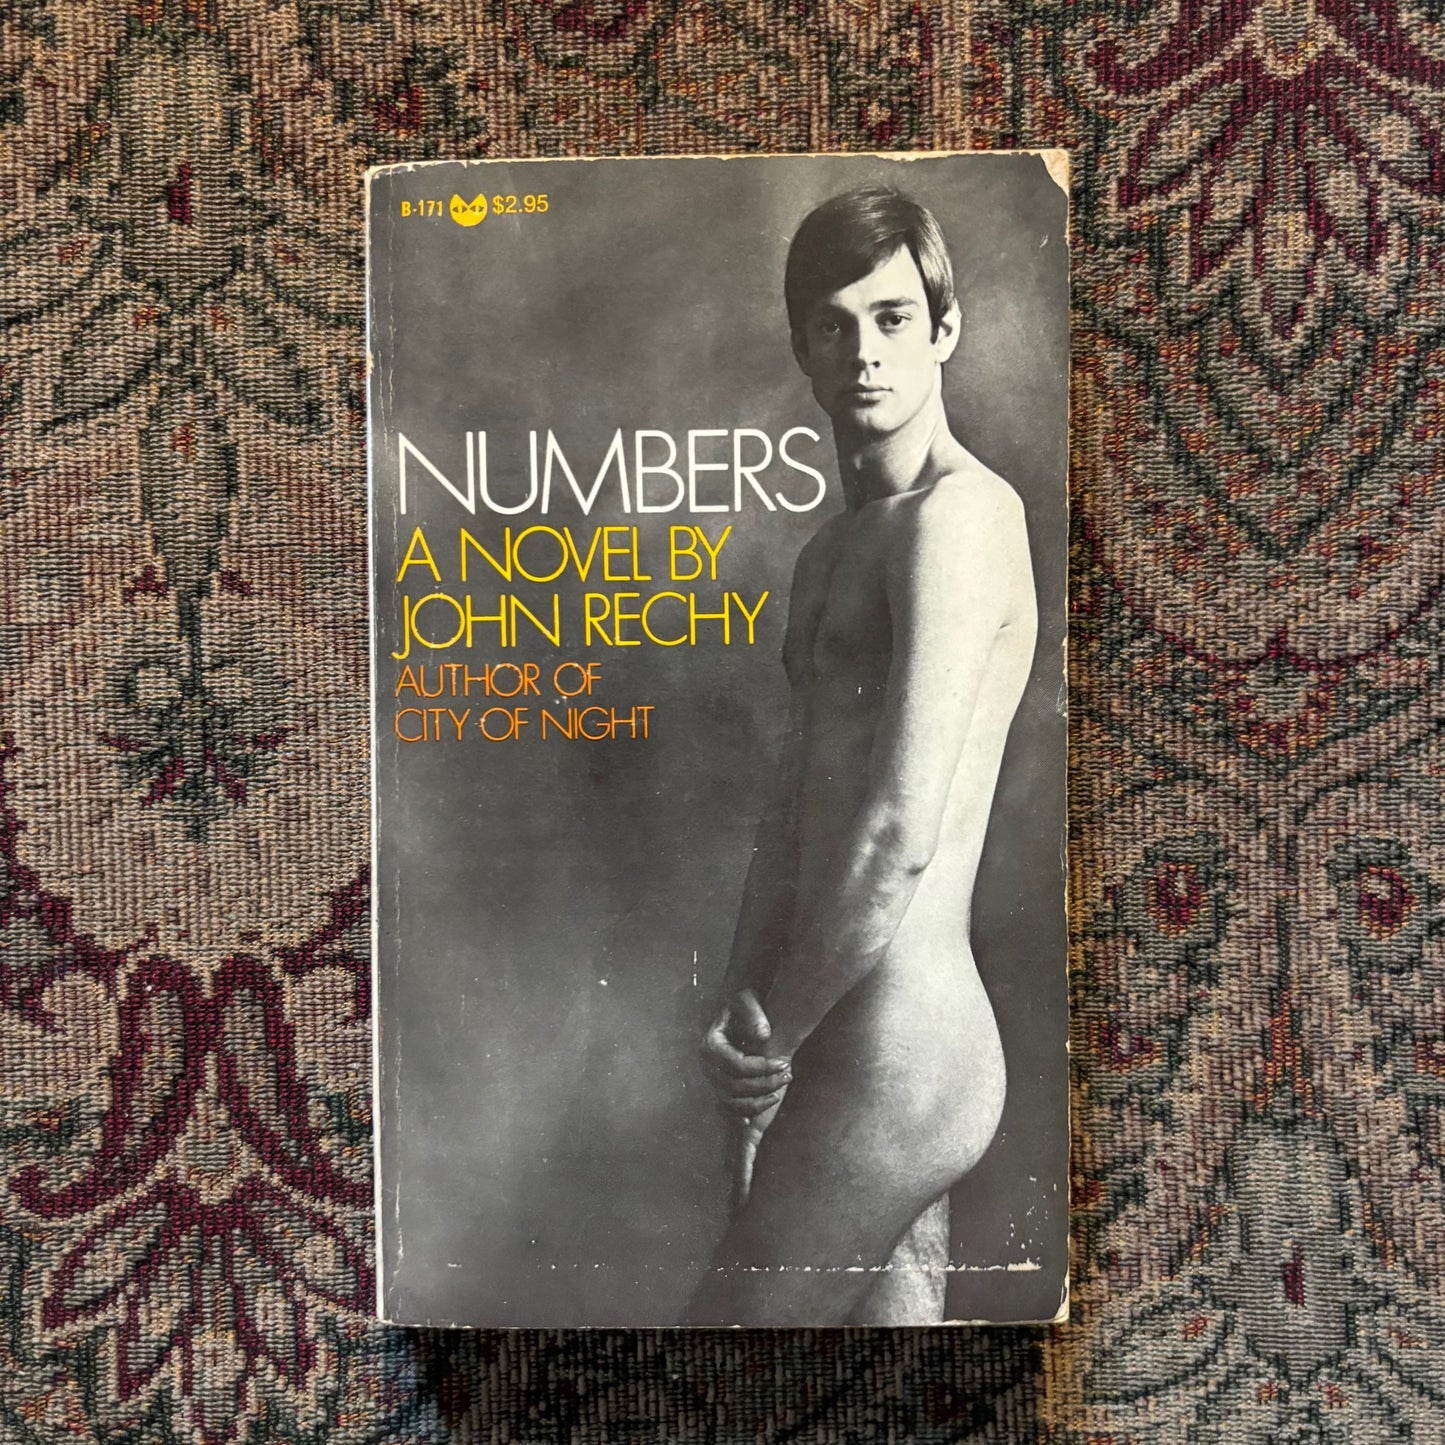 B-171 $2.95
NUMBERS
A NOVEL BY
JOHN RECHY
AUTHOR OF
CITY OF NIGHT